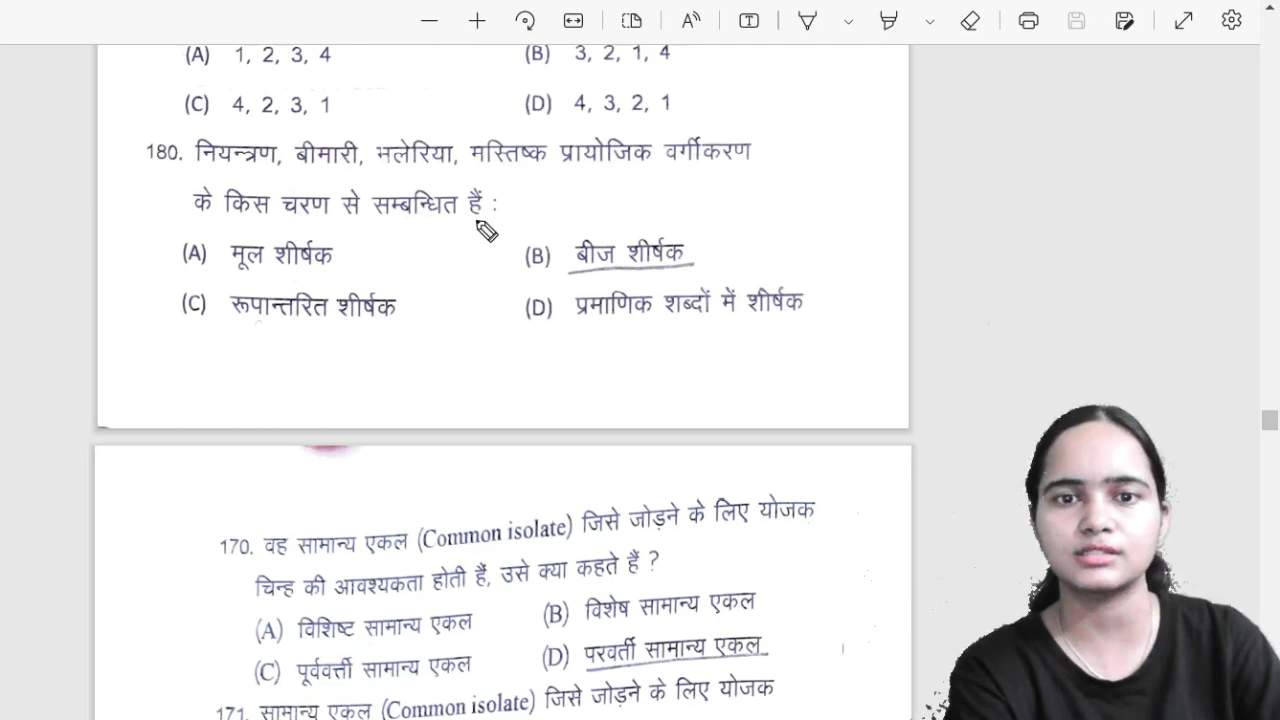 (A) 1, 2, 3, 4 (B) 3, 2, 1, 4
(C) 4, 2, 3, 1 (D) 4, 3, 2, 1
180. नियन्त्रण, बीमारी, भलेरिया, मस्तिष्क प्रायोजिक वर्गीकरण
के किस चरण से सम्बन्धित हैं :
(A) मूल शीर्षक (B) बीज शीर्षक
(C) रूपान्तरित शीर्षक (D) प्रमाणिक शब्दों में शीर्षक
170. वह सामान्य एकल (Common isolate) जिसे जोड़ने के लिए योजक
चिन्ह की आवश्यकता होती हैं, उसे क्या कहते हैं ?
(A) विशिष्ट सामान्य एकल (B) विशेष सामान्य एकल
(C) पूर्ववर्त्ती सामान्य एकल (D) परवर्ती सामान्य एकल
171. सामान्य एकल (Common isolate) जिसे जोड़ने के लिए योजक